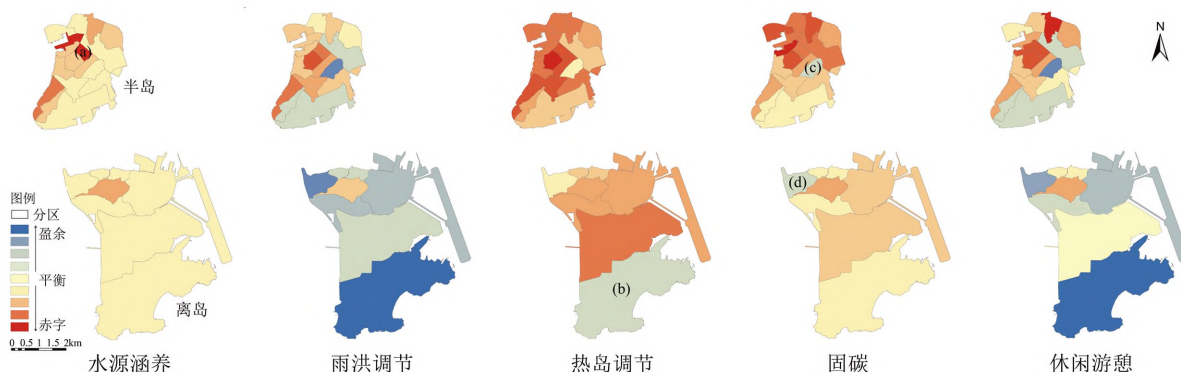 N
(a)
(c)
半岛
(d)
图例
分区
盈余
平衡
(b)
离岛
赤字
0 0.5 1 1.5 2km
水源涵养
雨洪调节
热岛调节
固碳
休闲游憩